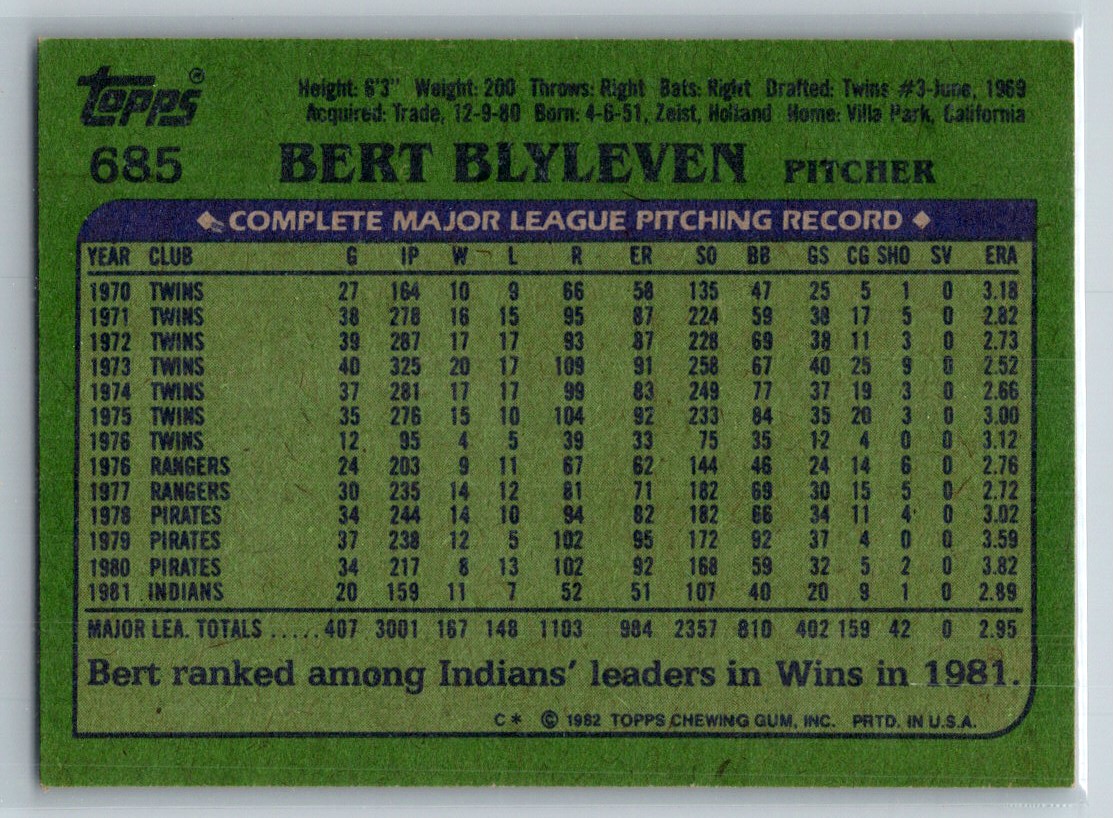 Topps®
Height: 6'3" Weight: 200 Throws: Right Bats: Right Drafted: Twins #3-June, 1969
Acquired: Trade, 12-9-80 Born: 4-6-51, Zeist, Holland Home: Villa Park, California
685 BERT BLYLEVEN PITCHER
COMPLETE MAJOR LEAGUE PITCHING RECORD
YEAR CLUB G IP W L R ER SO BB GS CG SHO SV ERA
1970 TWINS 27 164 10 9 66 58 135 47 25 5 1 0 3.18
1971 TWINS 38 278 16 15 95 87 224 59 38 17 5 0 2.82
1972 TWINS 39 287 17 17 93 87 228 69 38 11 3 0 2.73
1973 TWINS 40 325 20 17 109 91 258 67 40 25 9 0 2.52
1974 TWINS 37 281 17 17 99 83 249 77 37 19 3 0 2.66
1975 TWINS 35 276 15 10 104 92 233 84 35 20 3 0 3.00
1976 TWINS 12 95 4 5 39 33 75 35 12 4 0 0 3.12
1976 RANGERS 24 203 9 11 67 62 144 46 24 14 6 0 2.76
1977 RANGERS 30 235 14 12 81 71 182 69 30 15 5 0 2.72
1978 PIRATES 34 244 14 10 94 82 182 66 34 11 4 0 3.02
1979 PIRATES 37 238 12 5 102 95 172 92 37 4 0 0 3.59
1980 PIRATES 34 217 8 13 102 92 168 59 32 5 2 0 3.82
1981 INDIANS 20 159 11 7 52 51 107 40 20 9 1 0 2.89
MAJOR LEA. TOTALS .....407 3001 167 148 1103 984 2357 810 402 159 42 0 2.95
Bert ranked among Indians' leaders in Wins in 1981.
C* © 1982 TOPPS CHEWING GUM, INC. PRTD. IN U.S.A.